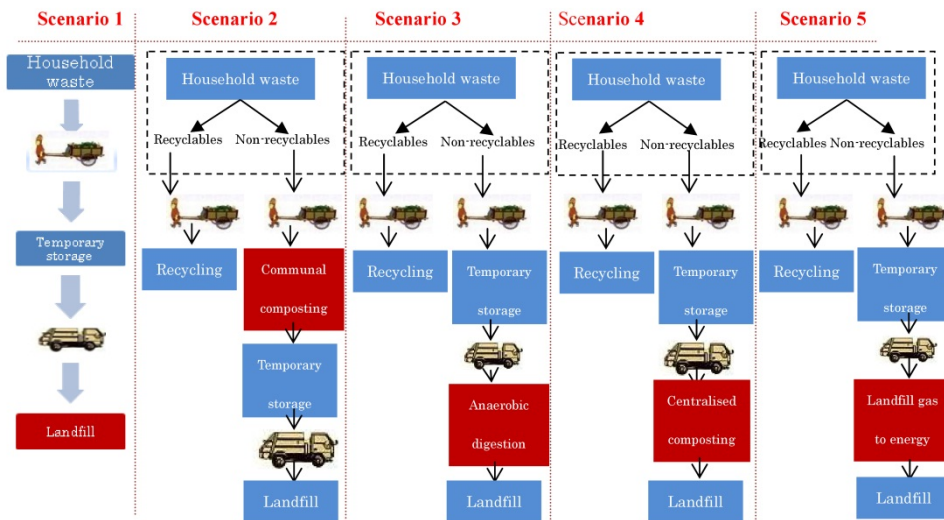 Scenario 1
Scenario 2
Scenario 3
Scenario 4
Scenario 5
Household
waste
Temporary
storage
Landfill
Household waste
Recyclables
Non-recyclables
Recycling
Communal
composting
Temporary
storage
Landfill
Household waste
Recyclables
Non-recyclables
Recycling
Temporary
storage
Anaerobic
digestion
Landfill
Household waste
Recyclables
Non-recyclables
Recycling
Temporary
storage
Centralised
composting
Landfill
Household waste
Recyclables
Non-recyclables
Recycling
Temporary
storage
Landfill gas
to energy
Landfill